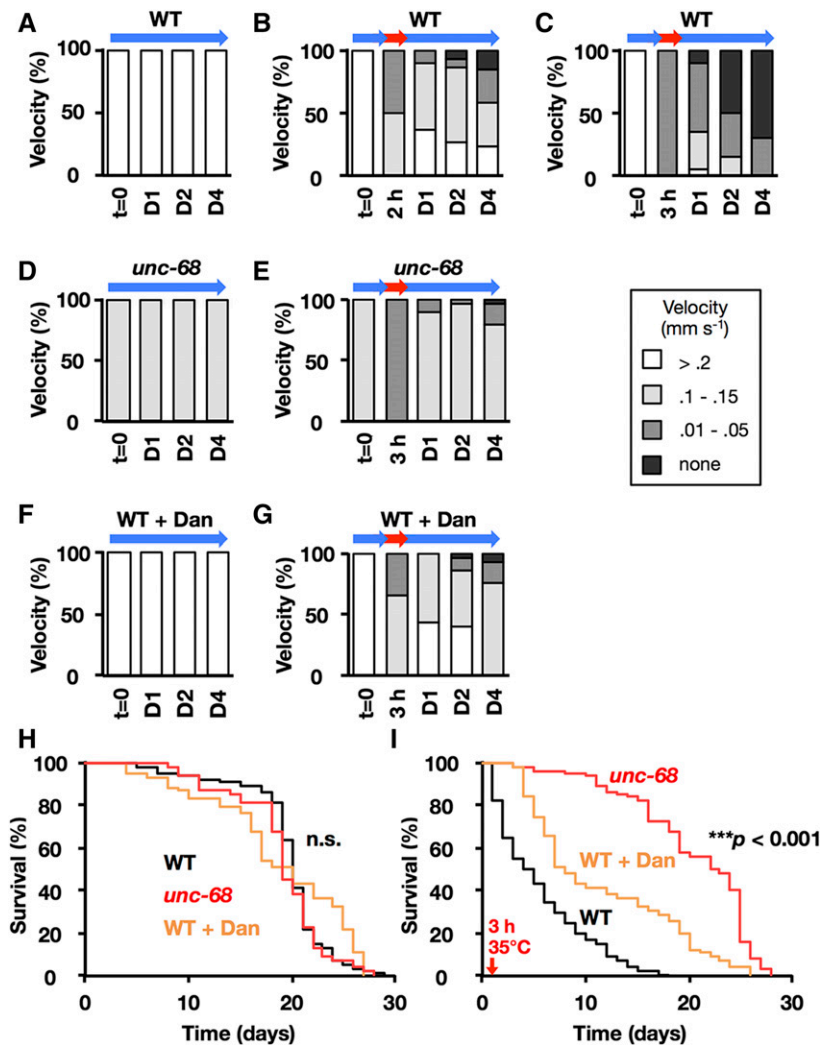 A WT
Velocity (%)
100
50
0
t=0 D1 D2 D4
B WT
Velocity (%)
100
50
0
t=0 2 h D1 D2 D4
C WT
Velocity (%)
100
50
0
t=0 3 h D1 D2 D4
D unc-68
Velocity (%)
100
50
0
t=0 D1 D2 D4
E unc-68
Velocity (%)
100
50
0
t=0 3 h D1 D2 D4
Velocity
(mm s-1)
> .2
.1 - .15
.01 - .05
none
F WT + Dan
Velocity (%)
100
50
0
t=0 D1 D2 D4
G WT + Dan
Velocity (%)
100
50
0
t=0 3 h D1 D2 D4
H
Survival (%)
100
80
60
40
20
0
n.s.
WT
unc-68
WT + Dan
0 10 20 30
Time (days)
I
Survival (%)
100
80
60
40
20
0
unc-68
***p < 0.001
WT + Dan
WT
3 h
35°C
0 10 20 30
Time (days)